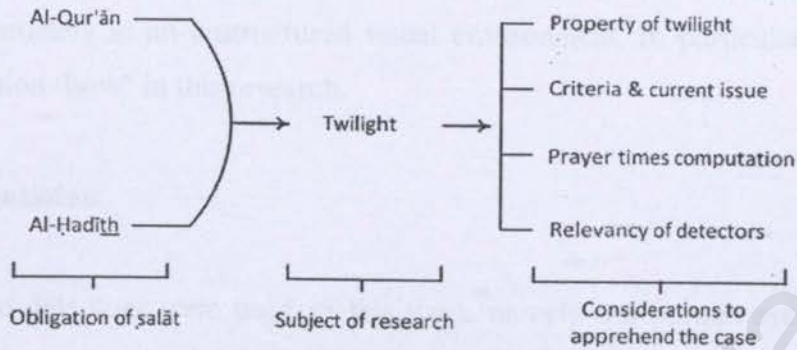 Al-Qur'ān
Al-Ḥadīth
Obligation of ṣalāt
Twilight
Subject of research
Property of twilight
Criteria & current issue
Prayer times computation
Relevancy of detectors
Considerations to
apprehend the case